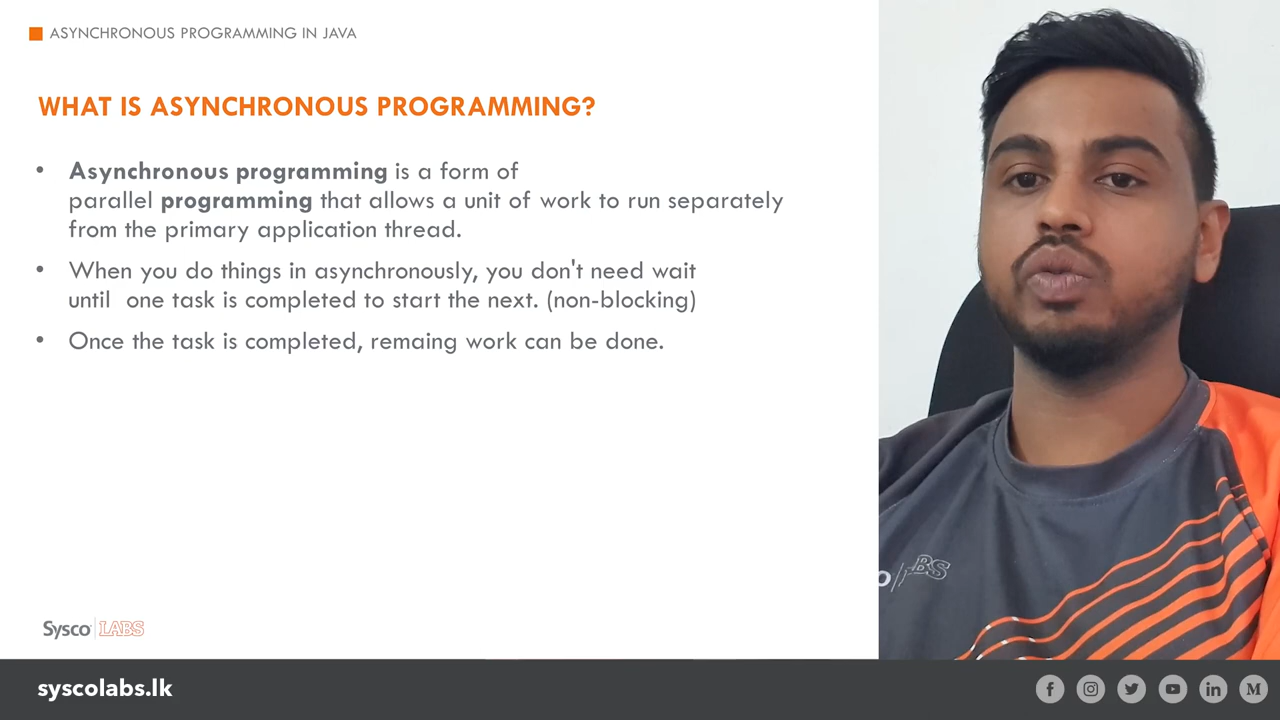 ASYNCHRONOUS PROGRAMMING IN JAVA
WHAT IS ASYNCHRONOUS PROGRAMMING?
• Asynchronous programming is a form of
parallel programming that allows a unit of work to run separately
from the primary application thread.
• When you do things in asynchronously, you don't need wait
until  one task is completed to start the next. (non-blocking)
• Once the task is completed, remaing work can be done.
Sysco LABS
syscolabs.lk